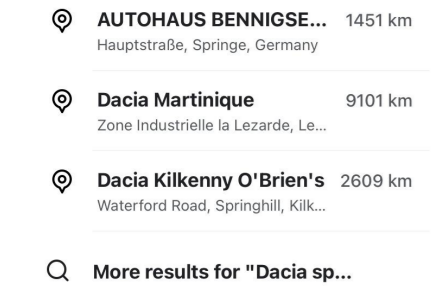 AUTOHAUS BENNIGSE... 1451 km
Hauptstraße, Springe, Germany
Dacia Martinique 9101 km
Zone Industrielle la Lezarde, Le...
Dacia Kilkenny O'Brien's 2609 km
Waterford Road, Springhill, Kilk...
More results for "Dacia sp...